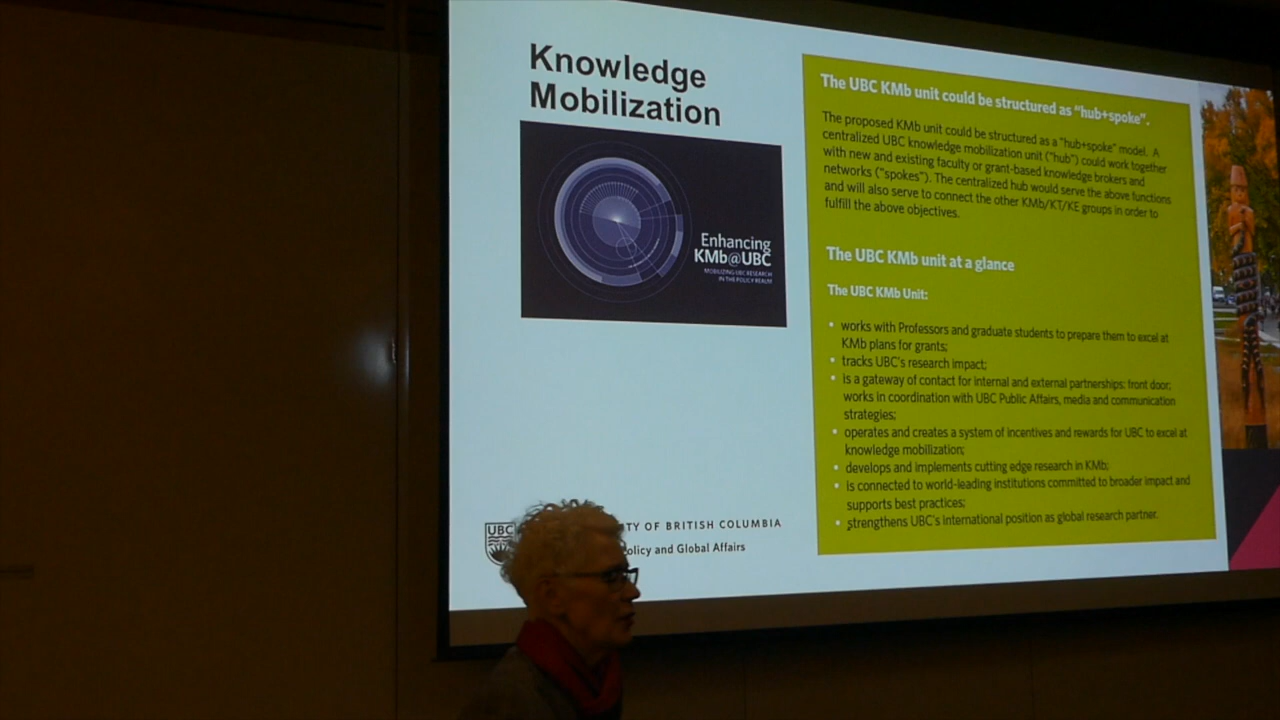 Knowledge
Mobilization
Enhancing
KMb@UBC
MOBILIZING UBC RESEARCH
IN THE POLICY REALM
UBC
TY OF BRITISH COLUMBIA
olicy and Global Affairs
The UBC KMb unit could be structured as "hub+spoke".
The proposed KMb unit could be structured as a "hub+spoke" model. A
centralized UBC knowledge mobilization unit ("hub") could work together
with new and existing faculty or grant-based knowledge brokers and
networks ("spokes"). The centralized hub would serve the above functions
and will also serve to connect the other KMb/KT/KE groups in order to
fulfill the above objectives.
The UBC KMb unit at a glance
The UBC KMb Unit:
• works with Professors and graduate students to prepare them to excel at
KMb plans for grants;
• tracks UBC's research impact;
• is a gateway of contact for internal and external partnerships: front door;
works in coordination with UBC Public Affairs, media and communication
strategies;
• operates and creates a system of incentives and rewards for UBC to excel at
knowledge mobilization;
• develops and implements cutting edge research in KMb;
• is connected to world-leading institutions committed to broader impact and
supports best practices;
• strengthens UBC's international position as global research partner.